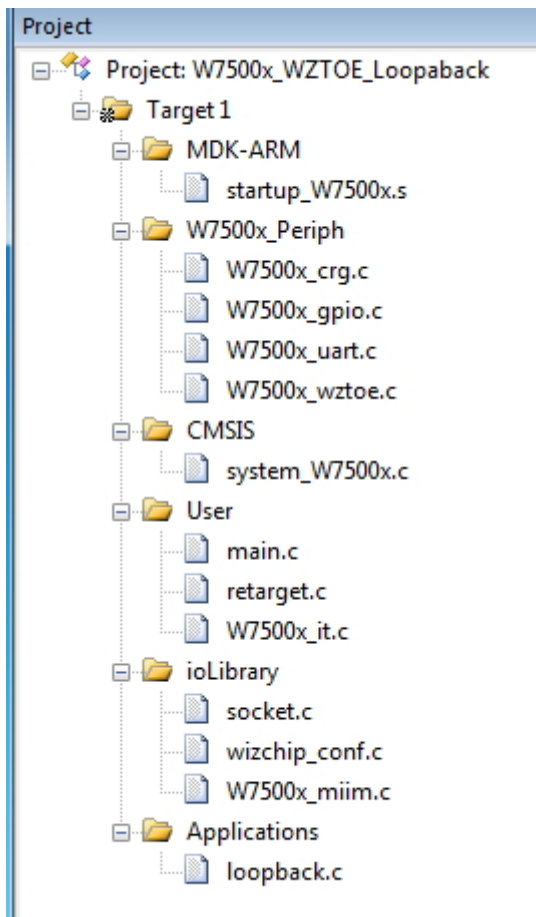 Project
Project: W7500x_WZTOE_Loopaback
Target 1
MDK-ARM
startup_W7500x.s
W7500x_Periph
W7500x_crg.c
W7500x_gpio.c
W7500x_uart.c
W7500x_wztoe.c
CMSIS
system_W7500x.c
User
main.c
retarget.c
W7500x_it.c
ioLibrary
socket.c
wizchip_conf.c
W7500x_miim.c
Applications
loopback.c